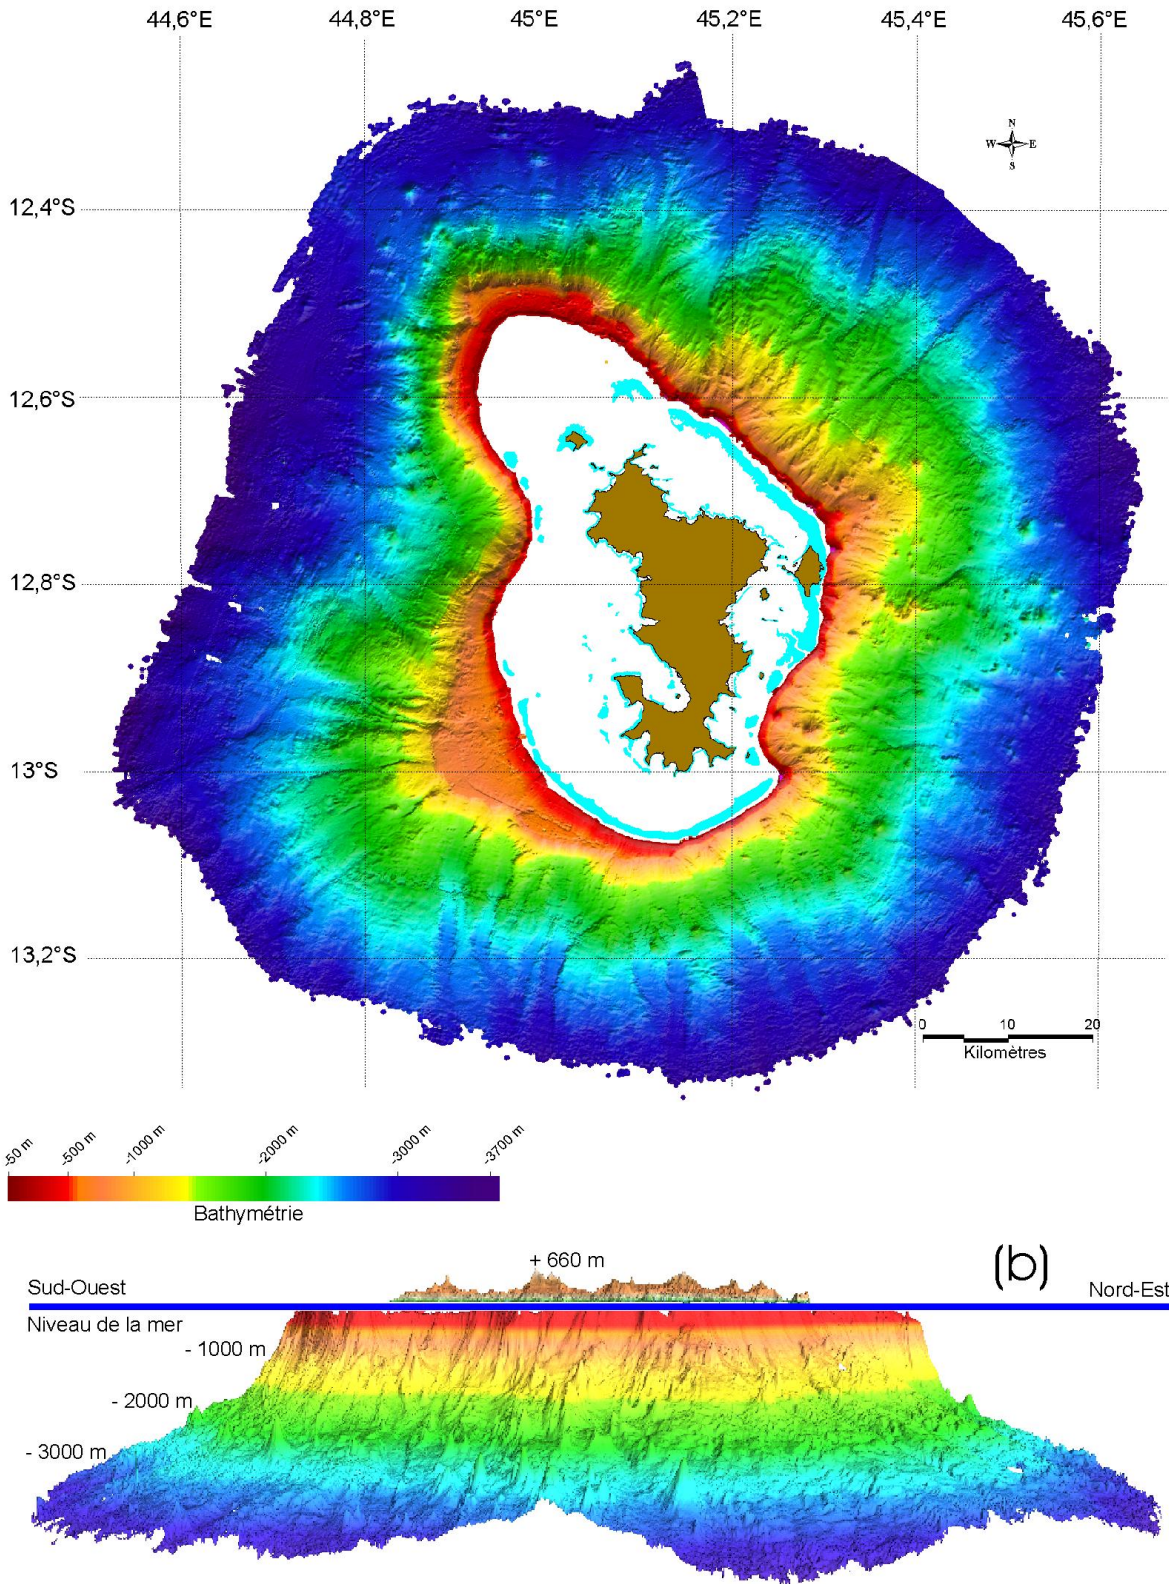 44,6°E 44,8°E 45°E 45,2°E 45,4°E 45,6°E
N
W E
S
12,4°S
12,6°S
12,8°S
13°S
13,2°S
0 10 20
Kilomètres
-50 m -500 m -1000 m -2000 m -3000 m -3700 m
Bathymétrie
+ 660 m
(b)
Sud-Ouest
Nord-Est
Niveau de la mer
- 1000 m
- 2000 m
- 3000 m